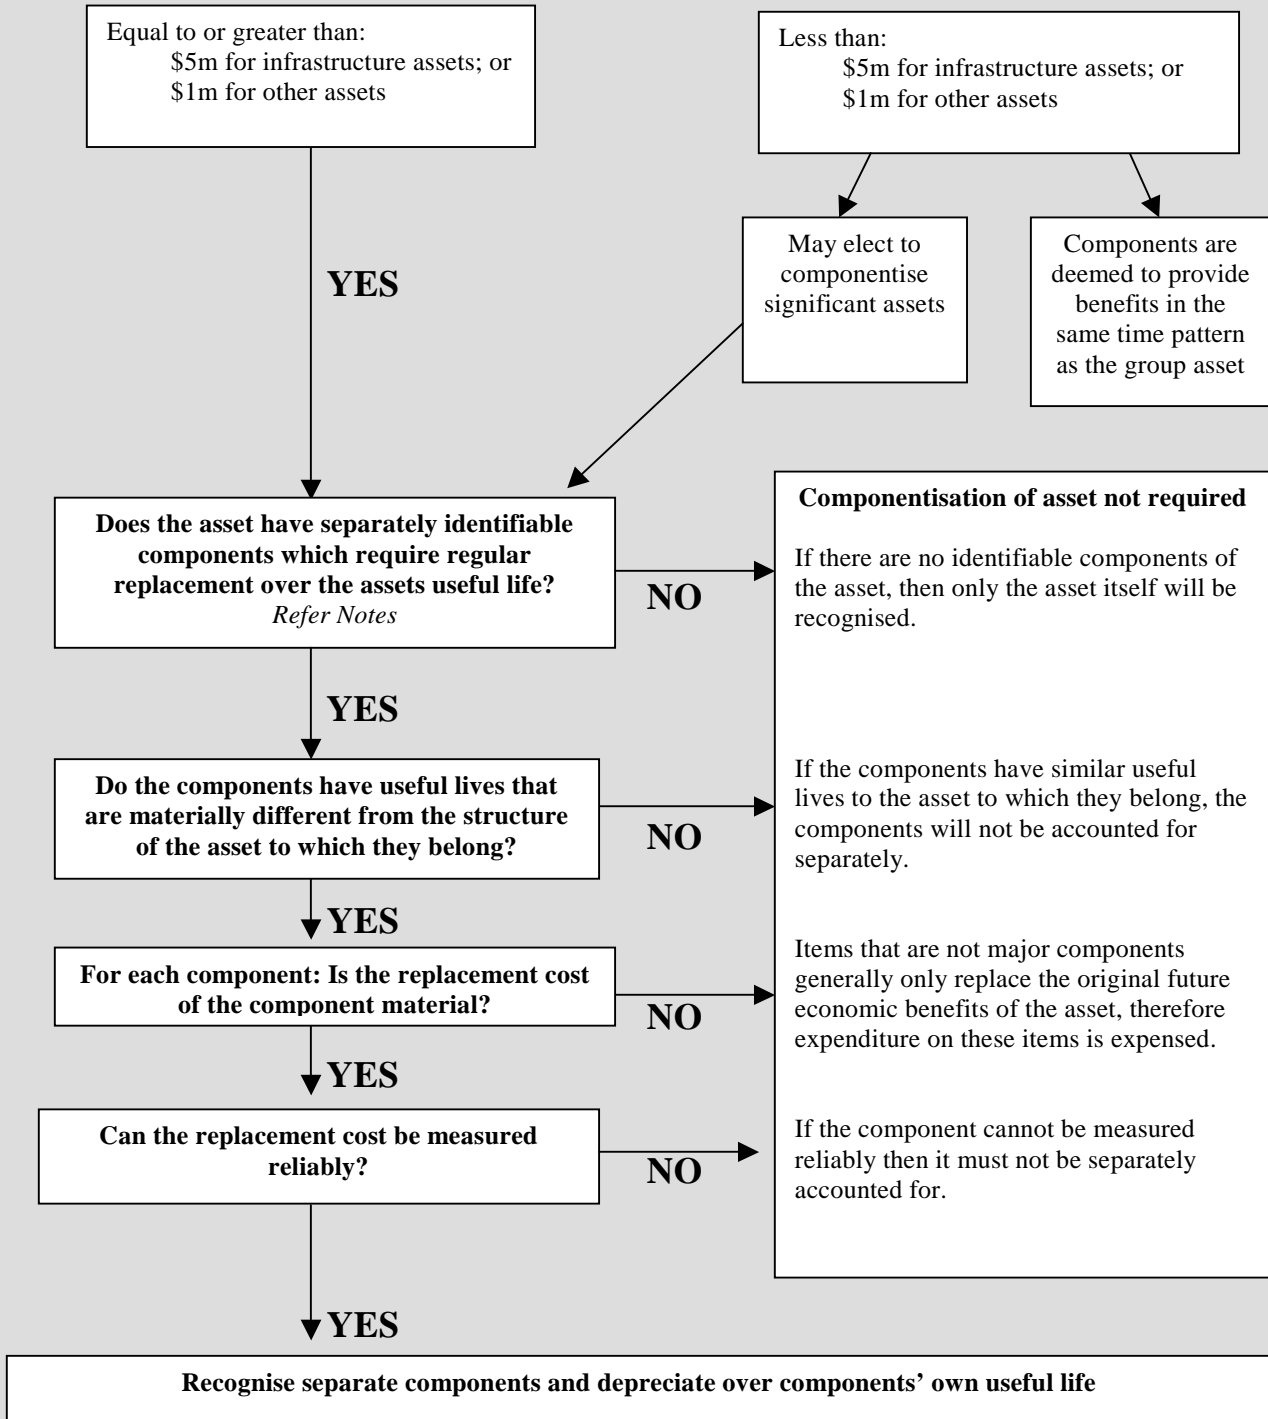 Equal to or greater than:
$5m for infrastructure assets; or
$1m for other assets
Less than:
$5m for infrastructure assets; or
$1m for other assets
YES
May elect to
componentise
significant assets
Components are
deemed to provide
benefits in the
same time pattern
as the group asset
Does the asset have separately identifiable
components which require regular
replacement over the assets useful life?
Refer Notes
NO
Componentisation of asset not required
If there are no identifiable components of
the asset, then only the asset itself will be
recognised.
YES
Do the components have useful lives that
are materially different from the structure
of the asset to which they belong?
NO
If the components have similar useful
lives to the asset to which they belong, the
components will not be accounted for
separately.
YES
For each component: Is the replacement cost
of the component material?
NO
Items that are not major components
generally only replace the original future
economic benefits of the asset, therefore
expenditure on these items is expensed.
YES
Can the replacement cost be measured
reliably?
NO
If the component cannot be measured
reliably then it must not be separately
accounted for.
YES
Recognise separate components and depreciate over components’ own useful life